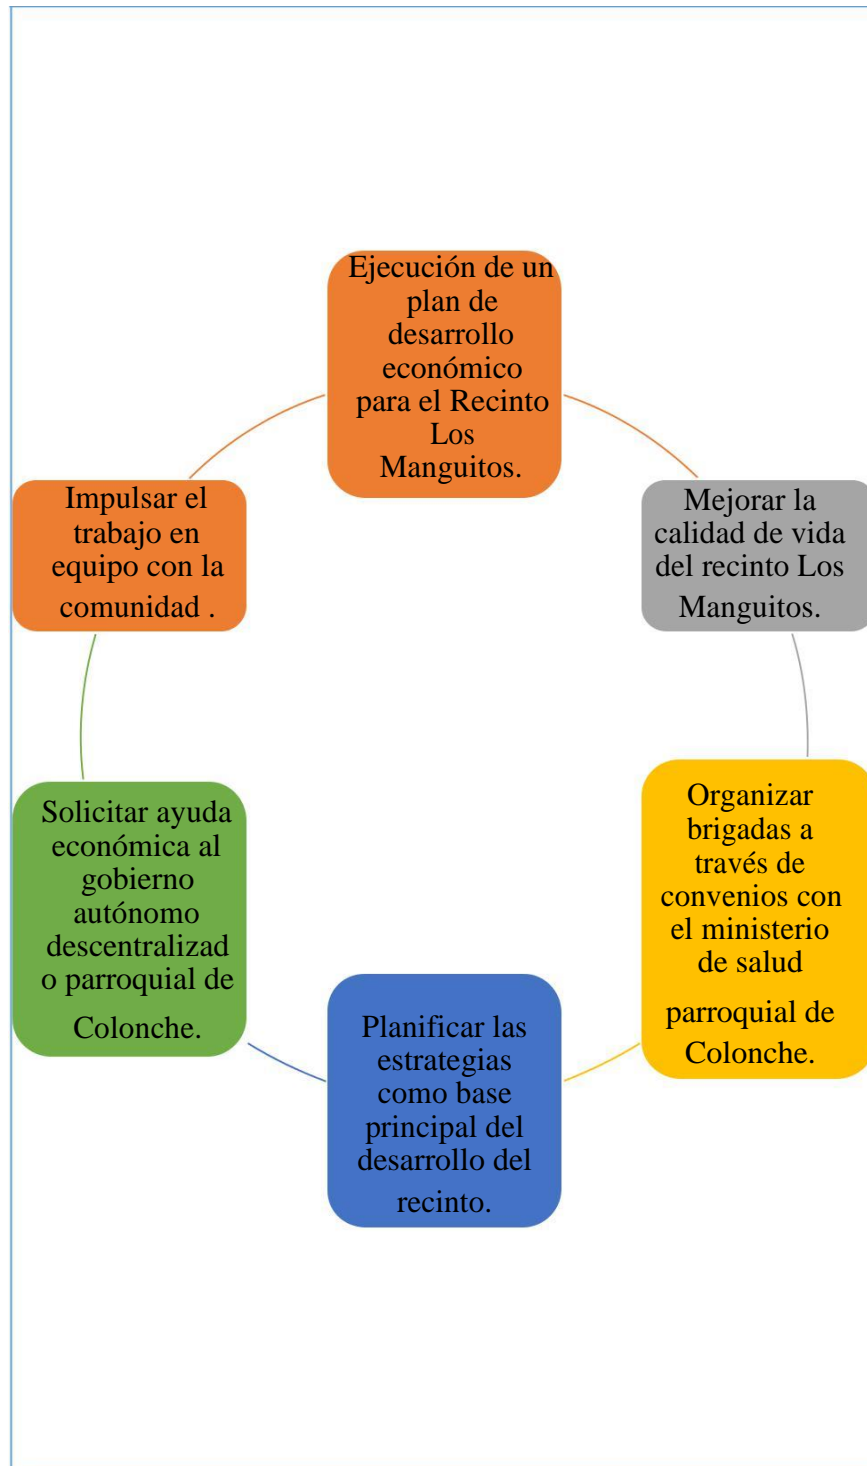 Ejecución de un
plan de
desarrollo
económico
para el Recinto
Los
Manguitos.
Mejorar la
calidad de vida
del recinto Los
Manguitos.
Organizar
brigadas a
través de
convenios con
el ministerio
de salud
parroquial de
Colonche.
Planificar las
estrategias
como base
principal del
desarrollo del
recinto.
Solicitar ayuda
económica al
gobierno
autónomo
descentralizad
o parroquial de
Colonche.
Impulsar el
trabajo en
equipo con la
comunidad .